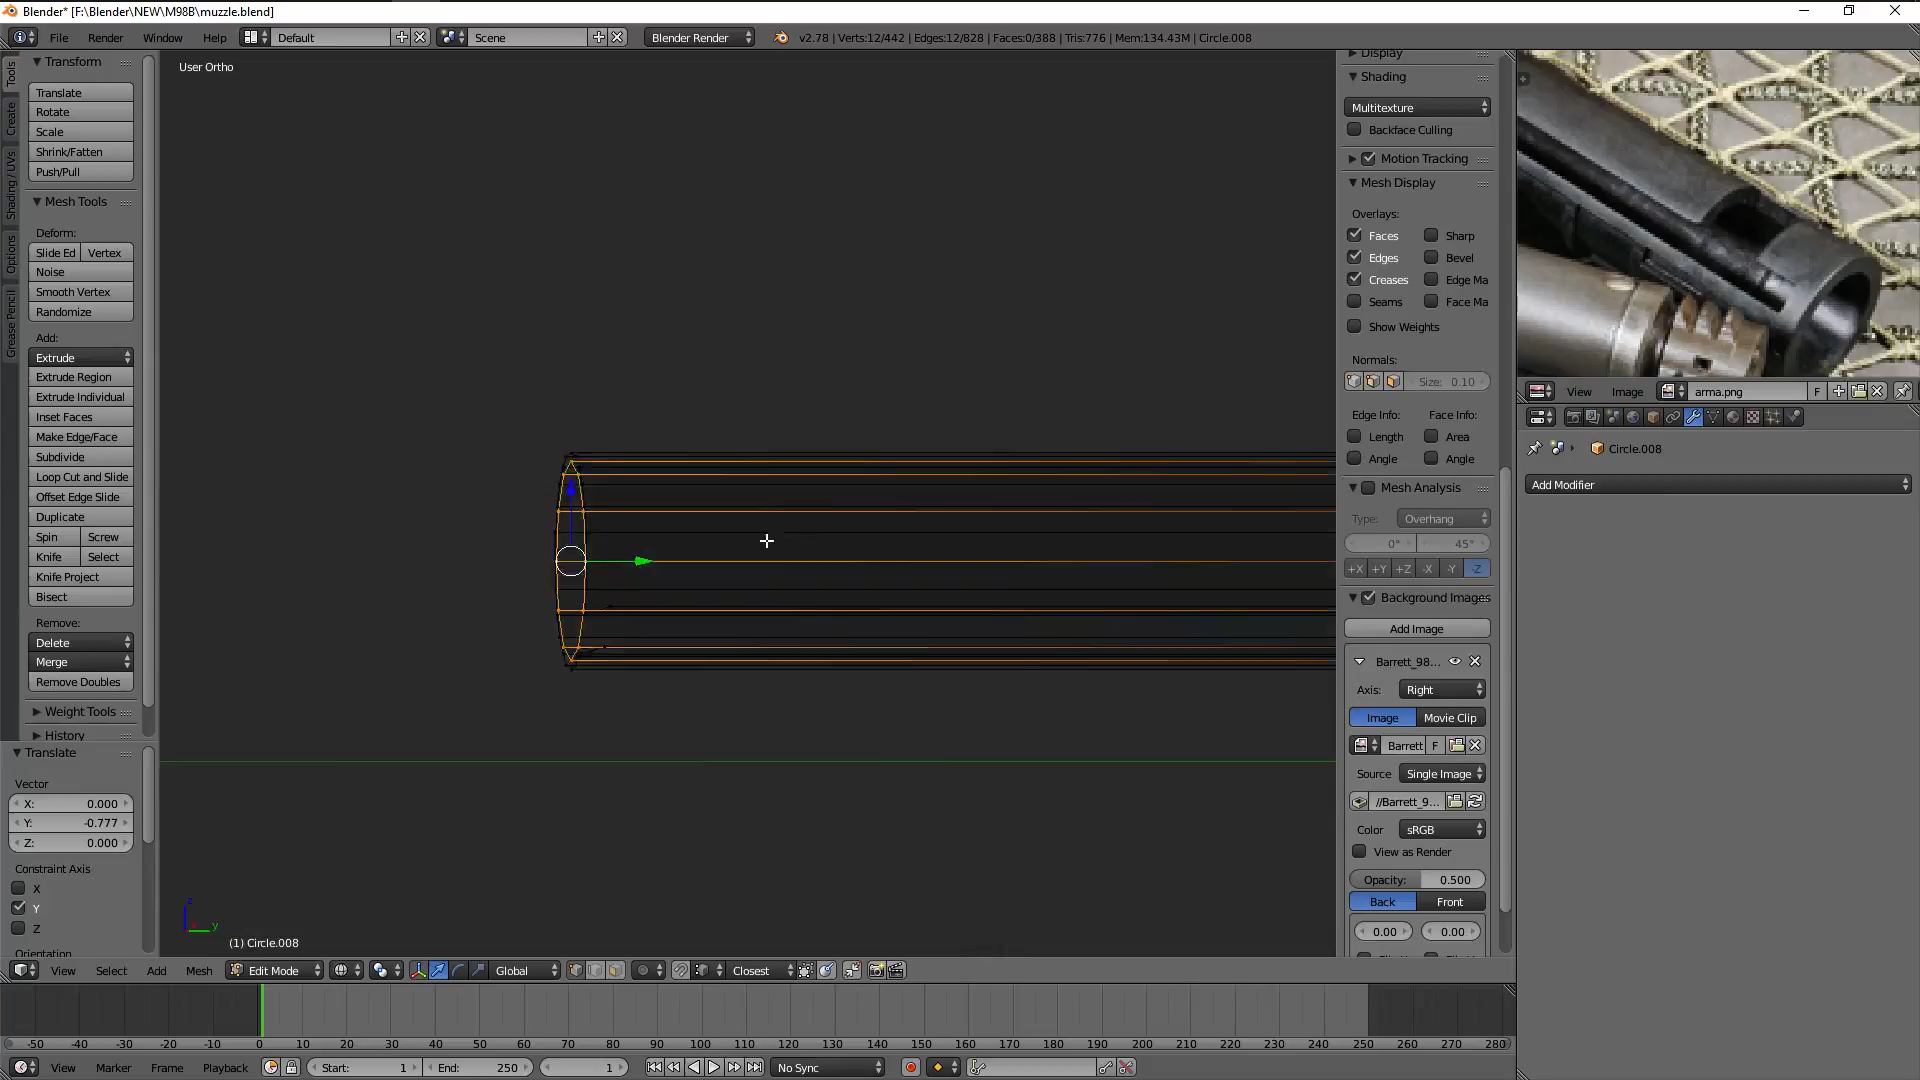 Blender* [F:\Blender\NEW\M98B\muzzle.blend]
File Render Window Help Default Scene Blender Render v2.78 | Verts:12/442 | Edges:12/828 | Faces:0/388 | Tris:776 | Mem:134.43M | Circle.008
Tools
Create
Shading / UVs
Options
Grease Pencil
Transform
Translate
Rotate
Scale
Shrink/Fatten
Push/Pull
Mesh Tools
Deform:
Slide Ed Vertex
Noise
Smooth Vertex
Randomize
Add:
Extrude
Extrude Region
Extrude Individual
Inset Faces
Make Edge/Face
Subdivide
Loop Cut and Slide
Offset Edge Slide
Duplicate
Spin Screw
Knife Select
Knife Project
Bisect
Remove:
Delete
Merge
Remove Doubles
Weight Tools
History
Translate
Vector
X: 0.000
Y: -0.777
Z: 0.000
Constraint Axis
X
Y
Z
Orientation
User Ortho
z
y
(1) Circle.008
Display
Shading
Multitexture
Backface Culling
Motion Tracking
Mesh Display
Overlays:
Faces Sharp
Edges Bevel
Creases Edge Ma
Seams Face Ma
Show Weights
Normals:
Size: 0.10
Edge Info: Face Info:
Length Area
Angle Angle
Mesh Analysis
Type: Overhang
0° 45°
+X +Y +Z -X -Y -Z
Background Images
Add Image
Barrett_98...
Axis: Right
Image Movie Clip
Barrett F
Source Single Image
//Barrett_9...
Color sRGB
View as Render
Opacity: 0.500
Back Front
0.00 0.00
View Image arma.png F
Circle.008
Add Modifier
View Select Add Mesh Edit Mode Global Closest
-50 -40 -30 -20 -10 0 10 20 30 40 50 60 70 80 90 100 110 120 130 140 150 160 170 180 190 200 210 220 230 240 250 260 270 280
View Marker Frame Playback Start: 1 End: 250 1 No Sync